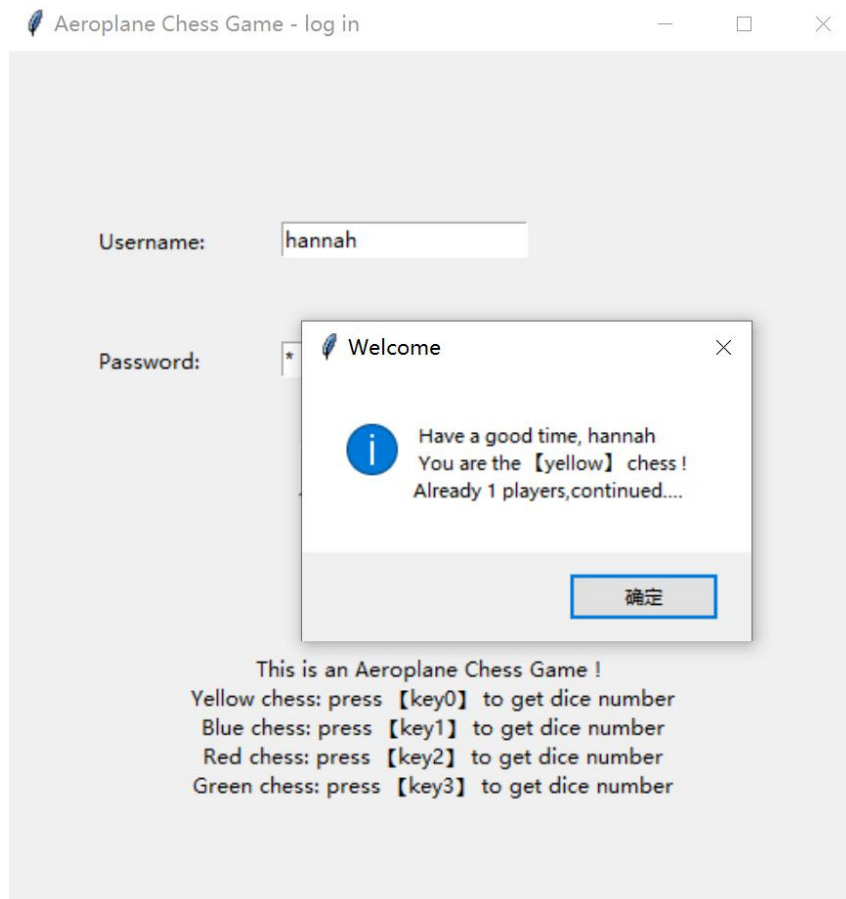 Aeroplane Chess Game - log in
Username:
hannah
Password:
*
Welcome
Have a good time, hannah
You are the【yellow】chess !
Already 1 players,continued....
确定
This is an Aeroplane Chess Game !
Yellow chess: press【key0】to get dice number
Blue chess: press【key1】to get dice number
Red chess: press【key2】to get dice number
Green chess: press【key3】to get dice number